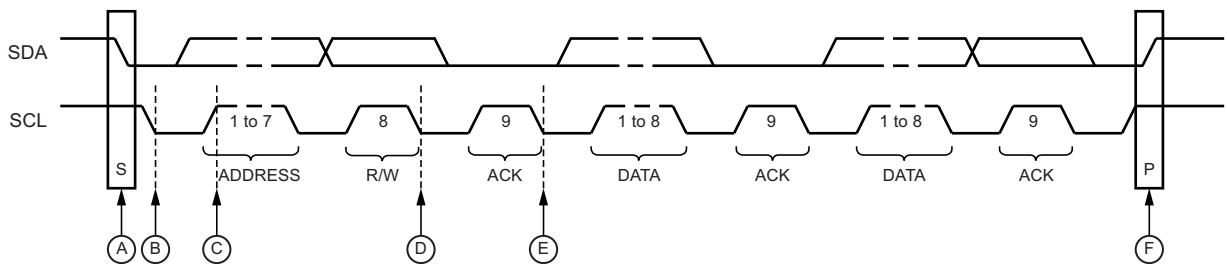 SDA
SCL
1 to 7
8
9
1 to 8
9
1 to 8
9
S
ADDRESS
R/W
ACK
DATA
ACK
DATA
ACK
P
A
B
C
D
E
F